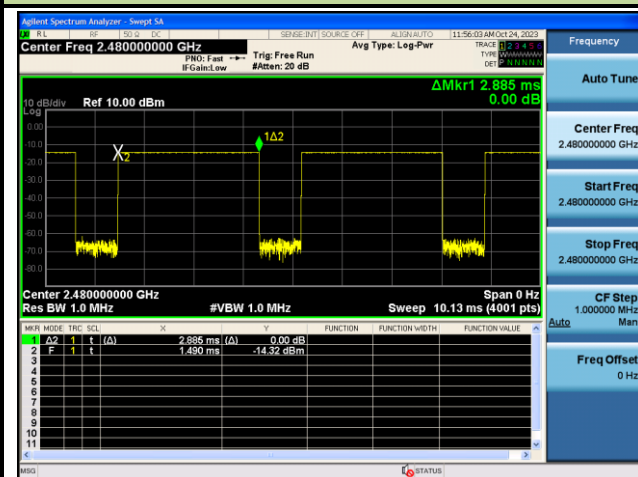 Agilent Spectrum Analyzer - Swept SA
RL RF 50 Ω DC SENSE:INT SOURCE OFF ALIGN AUTO 11:56:03 AM Oct 24, 2023
Center Freq 2.480000000 GHz
PNO: Fast
IFGain:Low
Trig: Free Run
#Atten: 20 dB
Avg Type: Log-Pwr
TRACE 1 2 3 4 5 6
TYPE
DET P N N N N N
ΔMkr1 2.885 ms
0.00 dB
10 dB/div Ref 10.00 dBm
Log
0.00
-10.0
-20.0
-30.0
-40.0
-50.0
-60.0
-70.0
-80.0
X2
1Δ2
Center 2.480000000 GHz Span 0 Hz
Res BW 1.0 MHz #VBW 1.0 MHz Sweep 10.13 ms (4001 pts)
MKR MODE TRC SCL X Y FUNCTION FUNCTION WIDTH FUNCTION VALUE
1 Δ2 1 t (Δ) 2.885 ms (Δ) 0.00 dB
2 F 1 t 1.490 ms -14.32 dBm
3
4
5
6
7
8
9
10
11
MSG STATUS
Frequency
Auto Tune
Center Freq
2.480000000 GHz
Start Freq
2.480000000 GHz
Stop Freq
2.480000000 GHz
CF Step
1.000000 MHz
Auto Man
Freq Offset
0 Hz